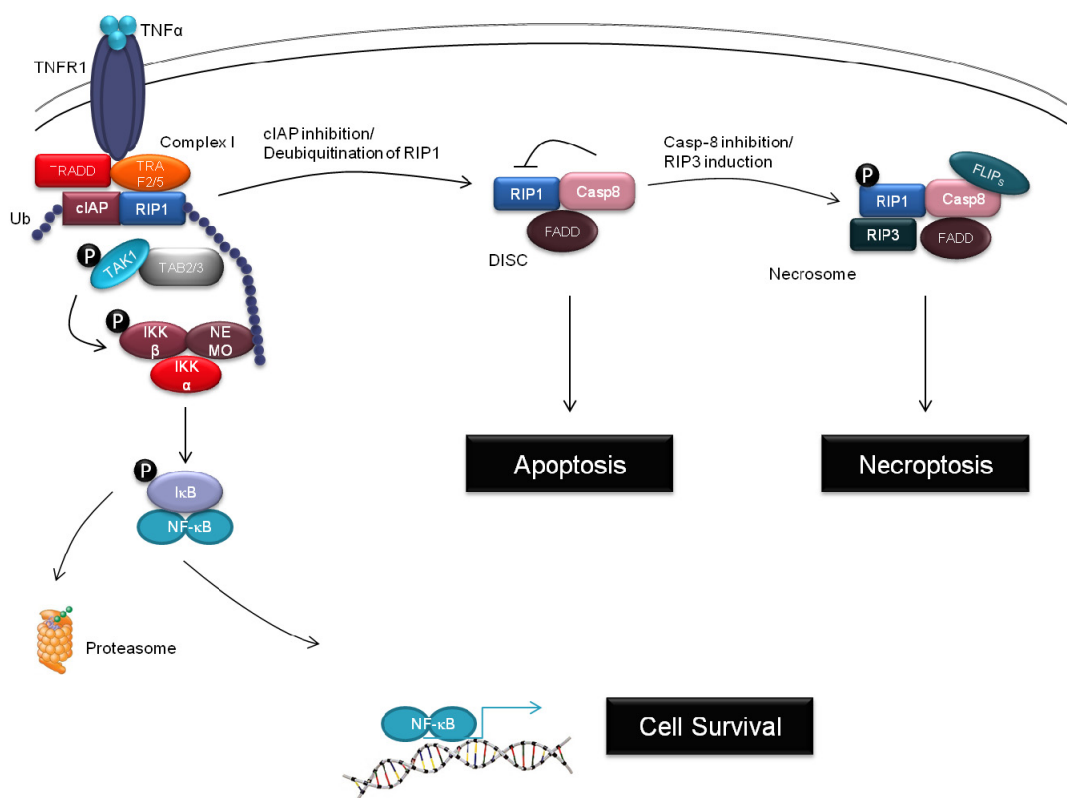 TNFα
TNFR1
Complex I
TRADD
TRA
F2/5
cIAP
RIP1
Ub
P
TAK1
TAB2/3
P
IKK
β
NE
MO
IKK
α
P
IκB
NF-κB
Proteasome
cIAP inhibition/
Deubiquitination of RIP1
RIP1
Casp8
FADD
DISC
Apoptosis
Casp-8 inhibition/
RIP3 induction
P
FLIPs
RIP1
Casp8
RIP3
FADD
Necrosome
Necroptosis
NF-κB
Cell Survival